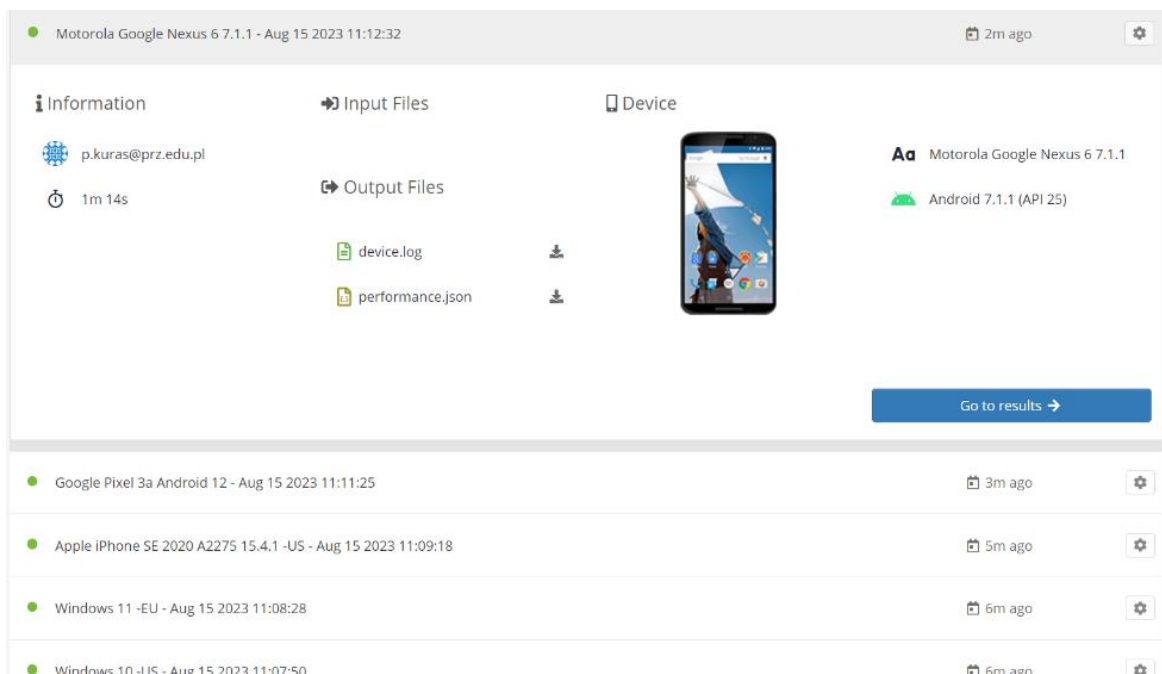 Motorola Google Nexus 6 7.1.1 - Aug 15 2023 11:12:32
2m ago
Information
p.kuras@prz.edu.pl
1m 14s
Input Files
Output Files
device.log
performance.json
Device
Aa Motorola Google Nexus 6 7.1.1
Android 7.1.1 (API 25)
Go to results →
Google Pixel 3a Android 12 - Aug 15 2023 11:11:25
3m ago
Apple iPhone SE 2020 A2275 15.4.1 -US - Aug 15 2023 11:09:18
5m ago
Windows 11 -EU - Aug 15 2023 11:08:28
6m ago
Windows 10 -US - Aug 15 2023 11:07:50
6m ago